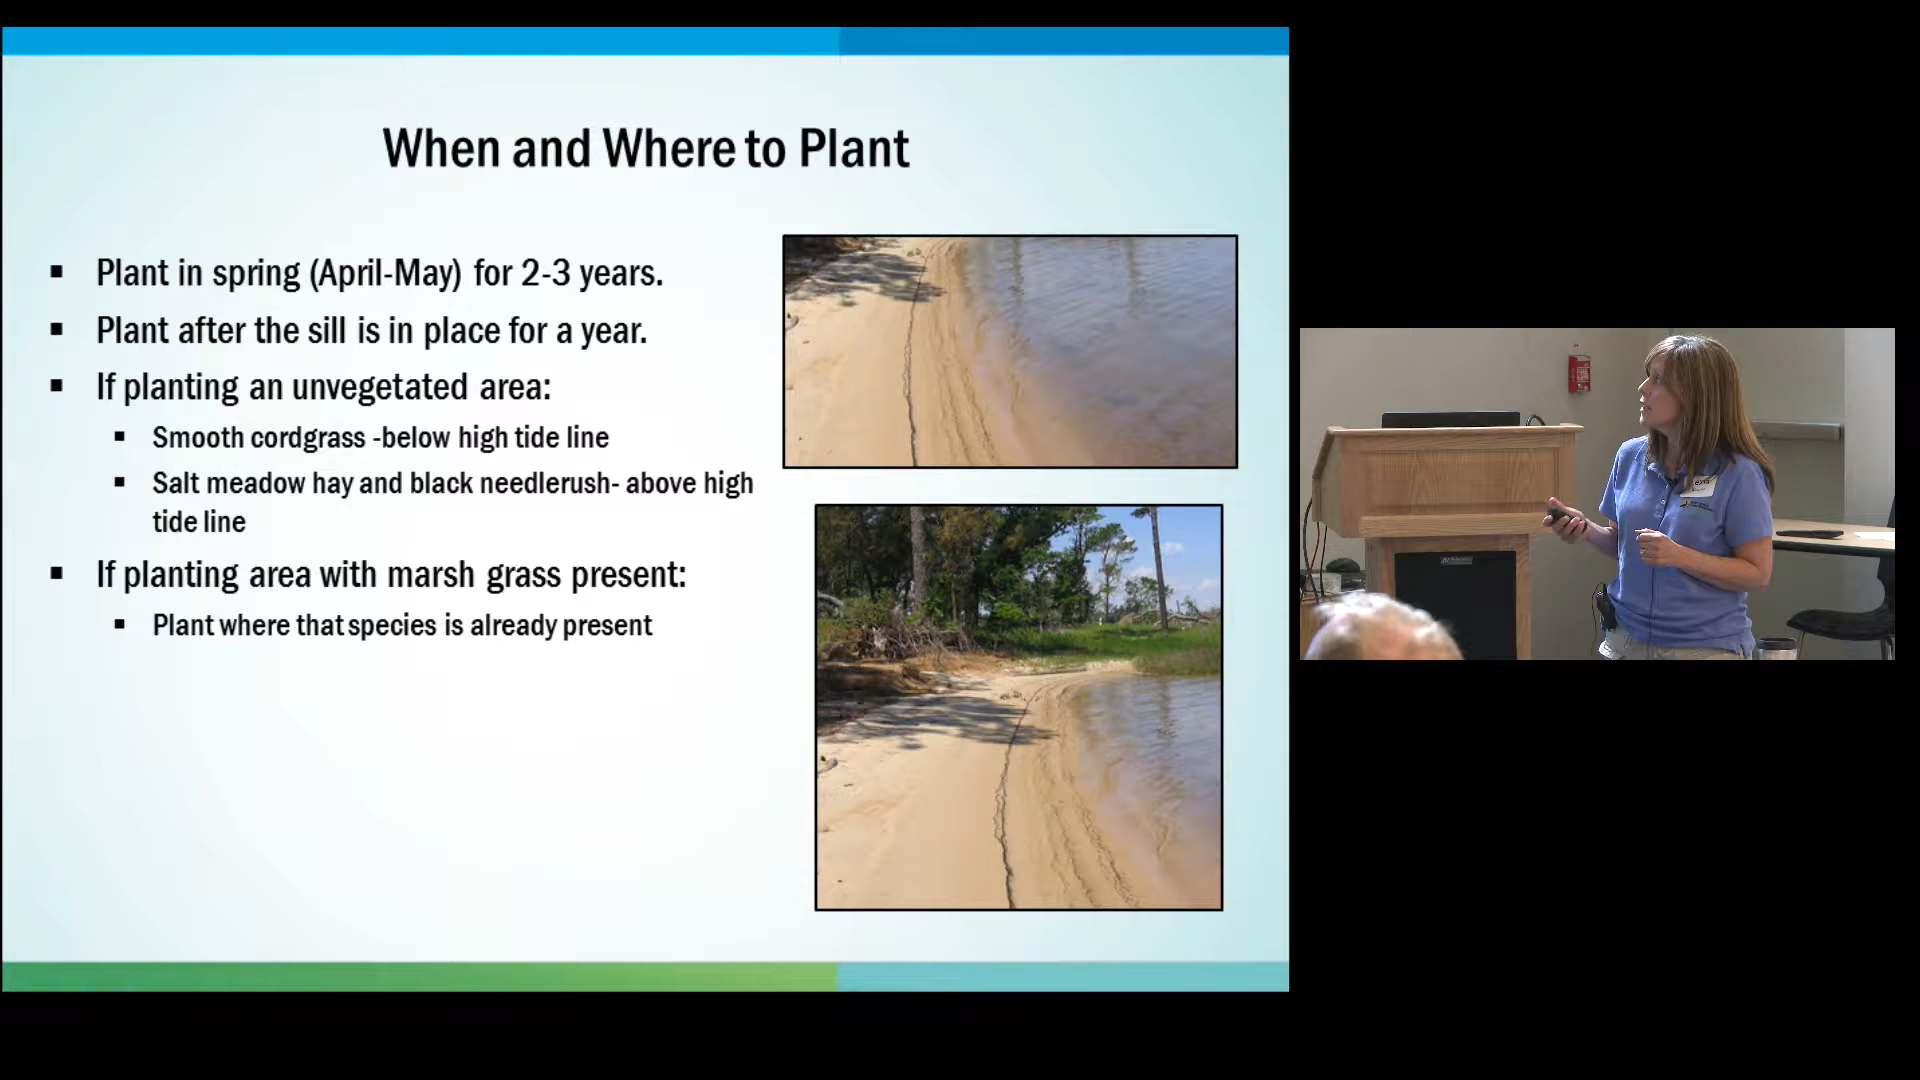 When and Where to Plant
▪ Plant in spring (April-May) for 2-3 years.
▪ Plant after the sill is in place for a year.
▪ If planting an unvegetated area:
▪ Smooth cordgrass -below high tide line
▪ Salt meadow hay and black needlerush- above high
tide line
▪ If planting area with marsh grass present:
▪ Plant where that species is already present